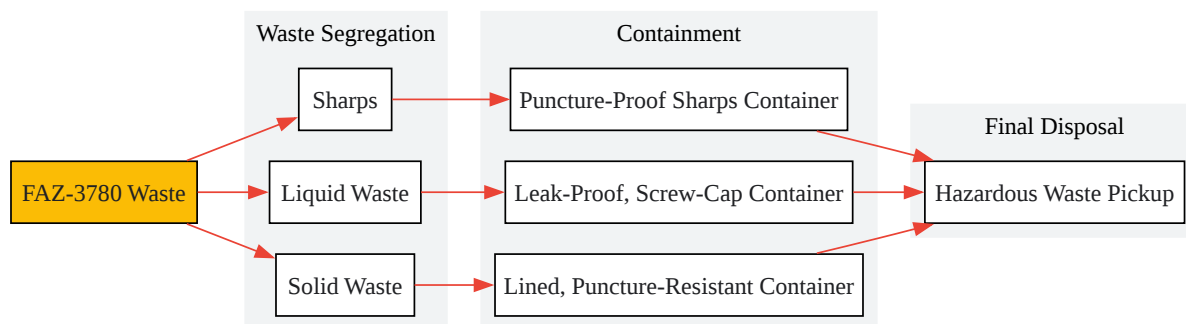 Waste Segregation
Containment
Sharps
Puncture-Proof Sharps Container
Final Disposal
FAZ-3780 Waste
Liquid Waste
Leak-Proof, Screw-Cap Container
Hazardous Waste Pickup
Solid Waste
Lined, Puncture-Resistant Container